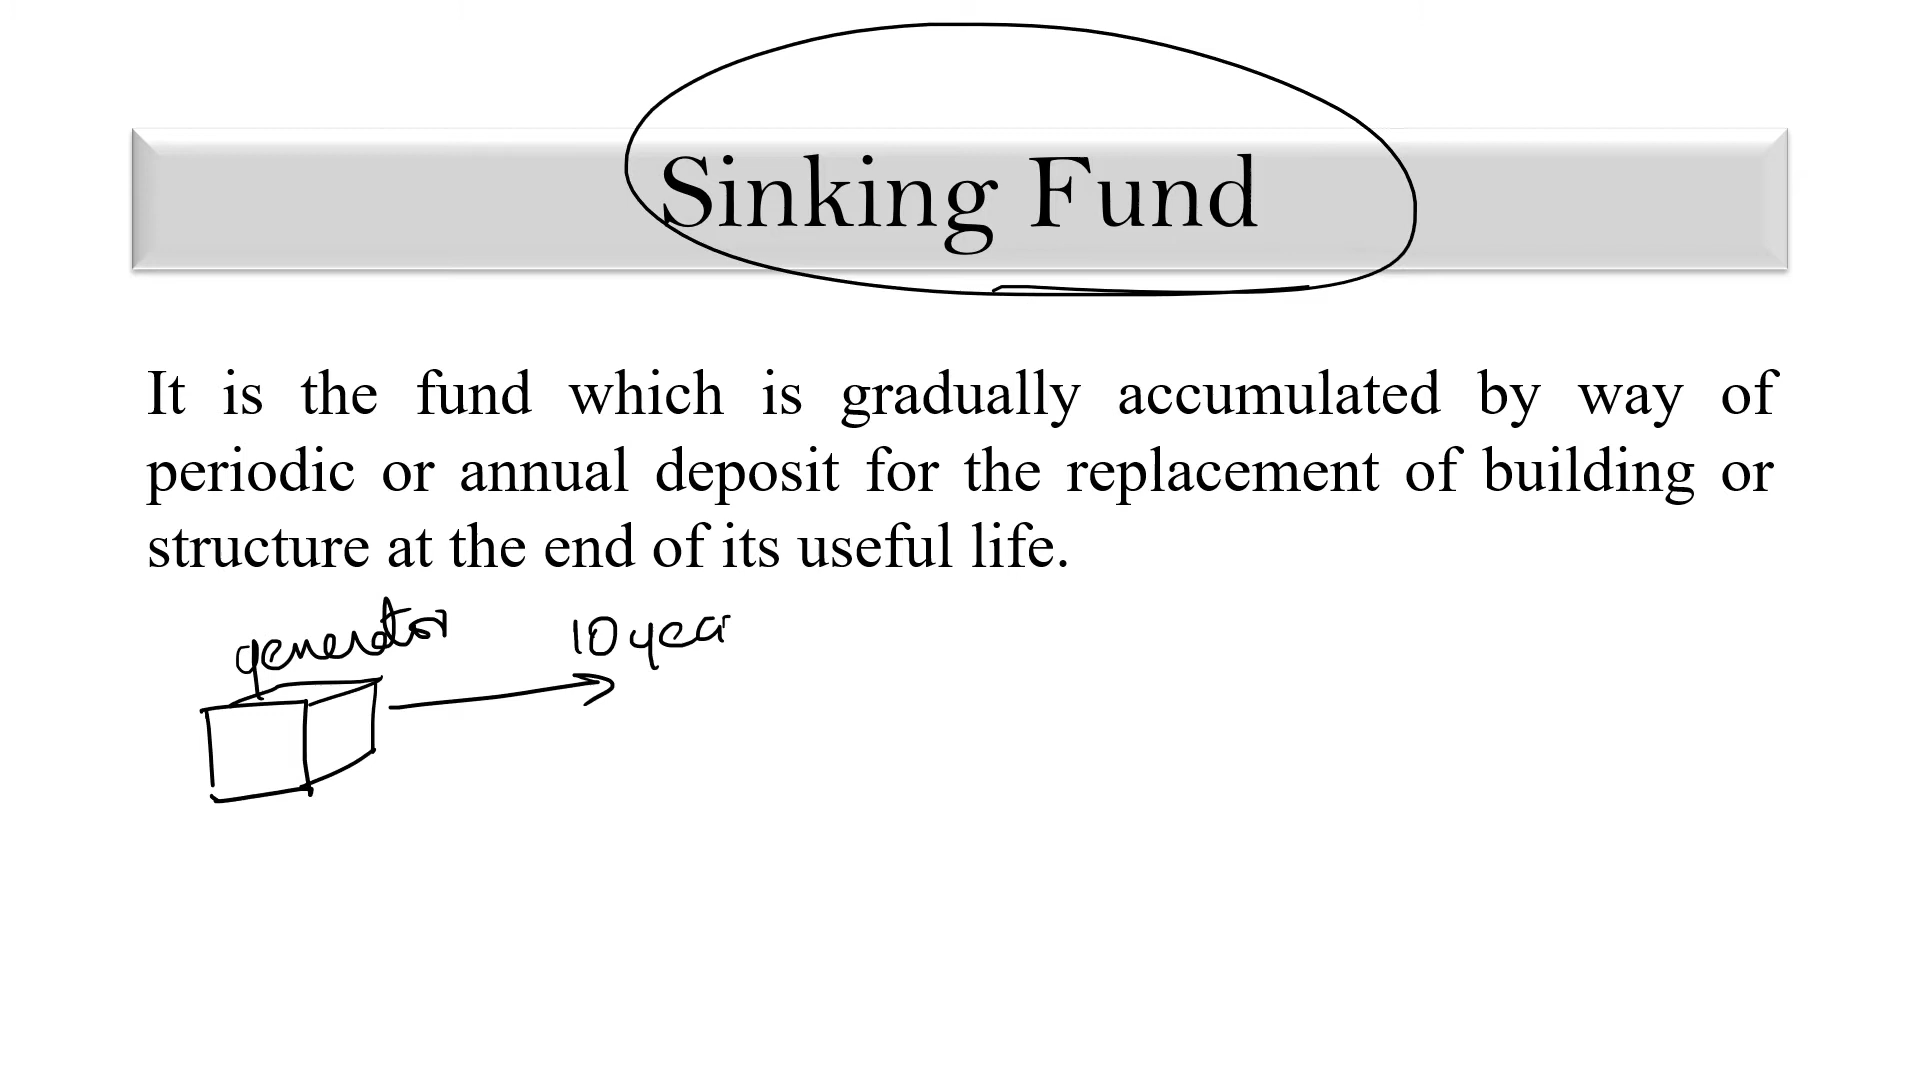 Sinking Fund
It is the fund which is gradually accumulated by way of
periodic or annual deposit for the replacement of building or
structure at the end of its useful life.
generator 10 year